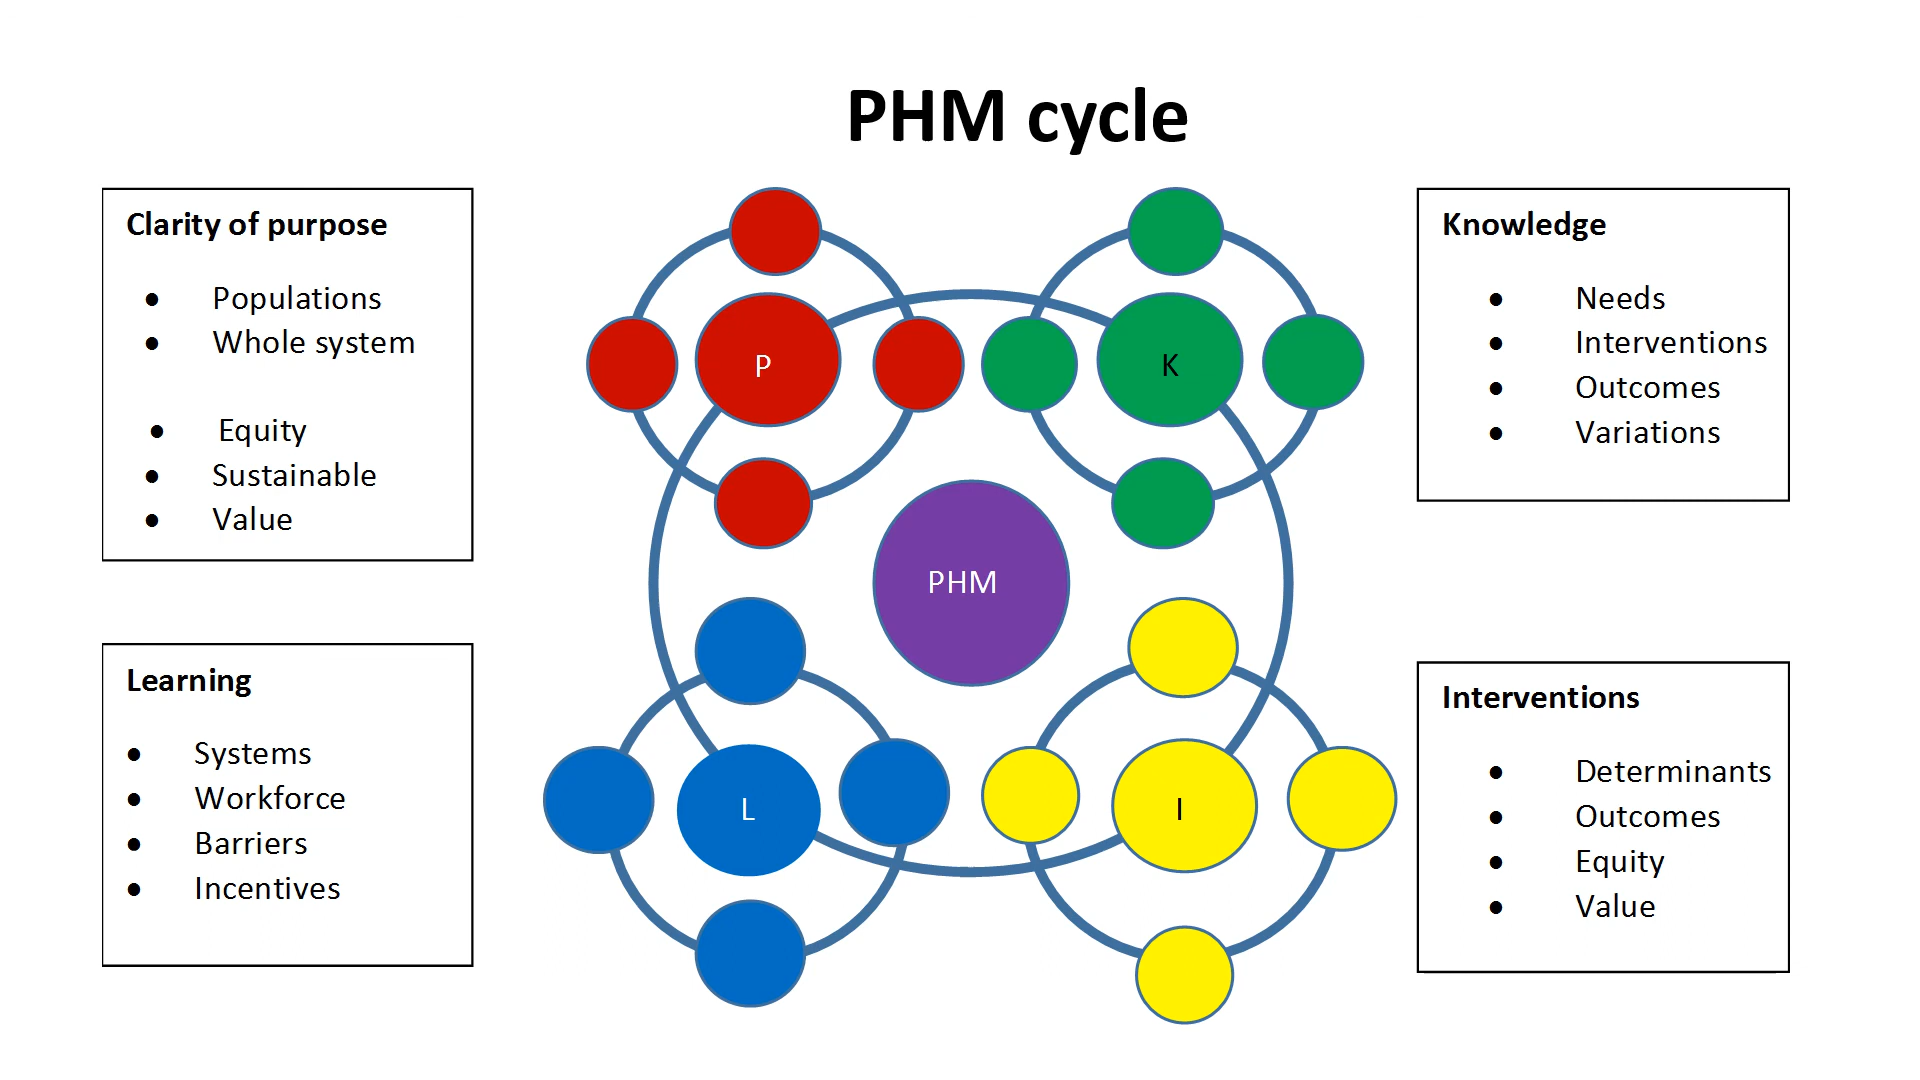 PHM cycle
Clarity of purpose
● Populations
● Whole system
● Equity
● Sustainable
● Value
Knowledge
● Needs
● Interventions
● Outcomes
● Variations
P
K
PHM
L
I
Learning
● Systems
● Workforce
● Barriers
● Incentives
Interventions
● Determinants
● Outcomes
● Equity
● Value